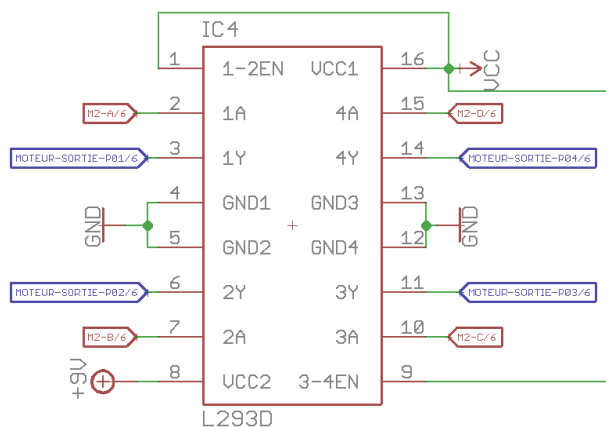 IC4
1 1-2EN VCC1 16 VCC
M2-A/6 2 1A 4A 15 M2-D/6
MOTEUR-SORTIE-P01/6 3 1Y 4Y 14 MOTEUR-SORTIE-P04/6
4 GND1 GND3 13
GND GND
5 GND2 GND4 12
MOTEUR-SORTIE-P02/6 6 2Y 3Y 11 MOTEUR-SORTIE-P03/6
M2-B/6 7 2A 3A 10 M2-C/6
+9V 8 VCC2 3-4EN 9
L293D